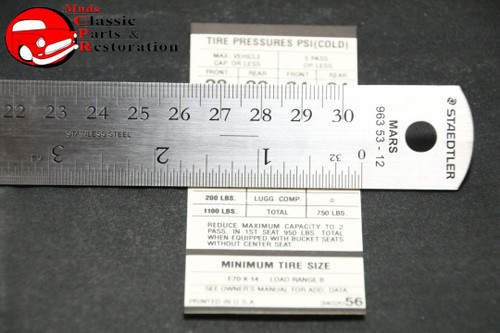 Muds
Classic
Parts &
Restoration
TIRE PRESSURES PSI (COLD)
MAX. VEHICLE CAP. OR LESS
5 PASS. OR LESS
FRONT REAR FRONT REAR
22 23 24 25 26 27 28 29 30
STAINLESS STEEL
64 3 2 1 32 0
MARS
963 53-12
STAEDTLER
200 LBS. LUGG. COMP. 0
1100 LBS. TOTAL 750 LBS.
REDUCE MAXIMUM CAPACITY TO 2
PASS. IN 1ST SEAT 950 LBS. TOTAL
WHEN EQUIPPED WITH BUCKET SEATS
WITHOUT CENTER SEAT
MINIMUM TIRE SIZE
E70 X 14 LOAD RANGE B
SEE OWNER'S MANUAL FOR ADD. DATA
PRINTED IN U.S.A. 56